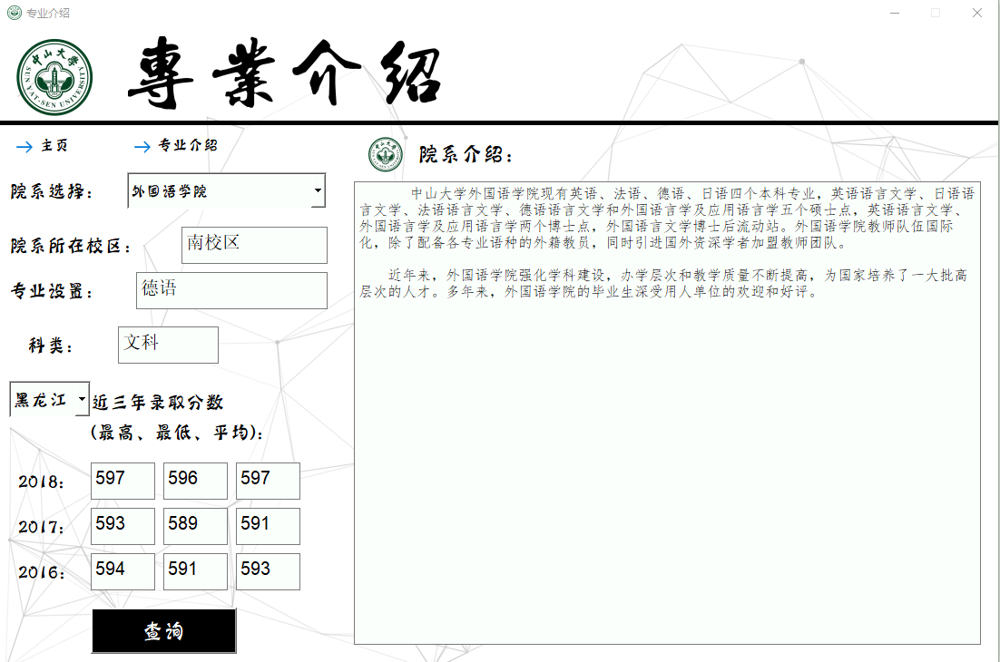 专业介绍
中山大学
SUN YAT-SEN UNIVERSITY
專業介紹
主页
专业介绍
院系选择：
外国语学院
院系所在校区：
南校区
专业设置：
德语
科类：
文科
黑龙江
近三年录取分数
(最高、最低、平均)：
2018：
597
596
597
2017：
593
589
591
2016：
594
591
593
查询
院系介绍：
中山大学外国语学院现有英语、法语、德语、日语四个本科专业，英语语言文学、日语语
言文学、法语语言文学、德语语言文学和外国语言学及应用语言学五个硕士点，英语语言文学、
外国语言学及应用语言学两个博士点，外国语言文学博士后流动站。外国语学院教师队伍国际
化，除了配备各专业语种的外籍教员，同时引进国外资深学者加盟教师团队。
近年来，外国语学院强化学科建设，办学层次和教学质量不断提高，为国家培养了一大批高
层次的人才。多年来，外国语学院的毕业生深受用人单位的欢迎和好评。